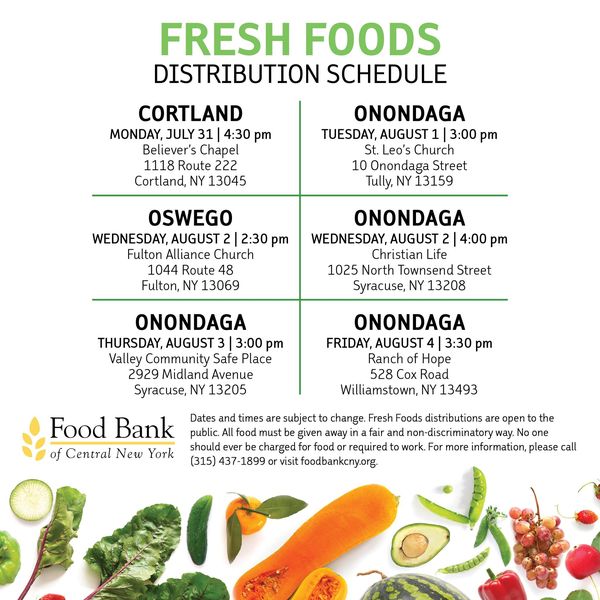 FRESH FOODS
DISTRIBUTION SCHEDULE
CORTLAND
MONDAY, JULY 31 | 4:30 pm
Believer's Chapel
1118 Route 222
Cortland, NY 13045
ONONDAGA
TUESDAY, AUGUST 1 | 3:00 pm
St. Leo's Church
10 Onondaga Street
Tully, NY 13159
OSWEGO
WEDNESDAY, AUGUST 2 | 2:30 pm
Fulton Alliance Church
1044 Route 48
Fulton, NY 13069
ONONDAGA
WEDNESDAY, AUGUST 2 | 4:00 pm
Christian Life
1025 North Townsend Street
Syracuse, NY 13208
ONONDAGA
THURSDAY, AUGUST 3 | 3:00 pm
Valley Community Safe Place
2929 Midland Avenue
Syracuse, NY 13205
ONONDAGA
FRIDAY, AUGUST 4 | 3:30 pm
Ranch of Hope
528 Cox Road
Williamstown, NY 13493
Food Bank
of Central New York
Dates and times are subject to change. Fresh Foods distributions are open to the
public. All food must be given away in a fair and non-discriminatory way. No one
should ever be charged for food or required to work. For more information, please call
(315) 437-1899 or visit foodbankcny.org.